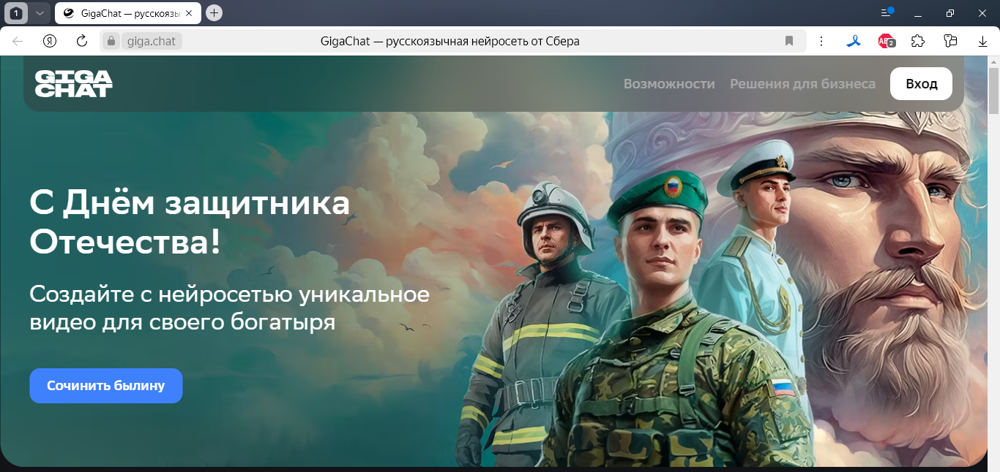 1
GigaChat — русскоязы
giga.chat
GigaChat — русскоязычная нейросеть от Сбера
2
GIGA
CHAT
Возможности
Решения для бизнеса
Вход
С Днём защитника
Отечества!
Создайте с нейросетью уникальное
видео для своего богатыря
Сочинить былину